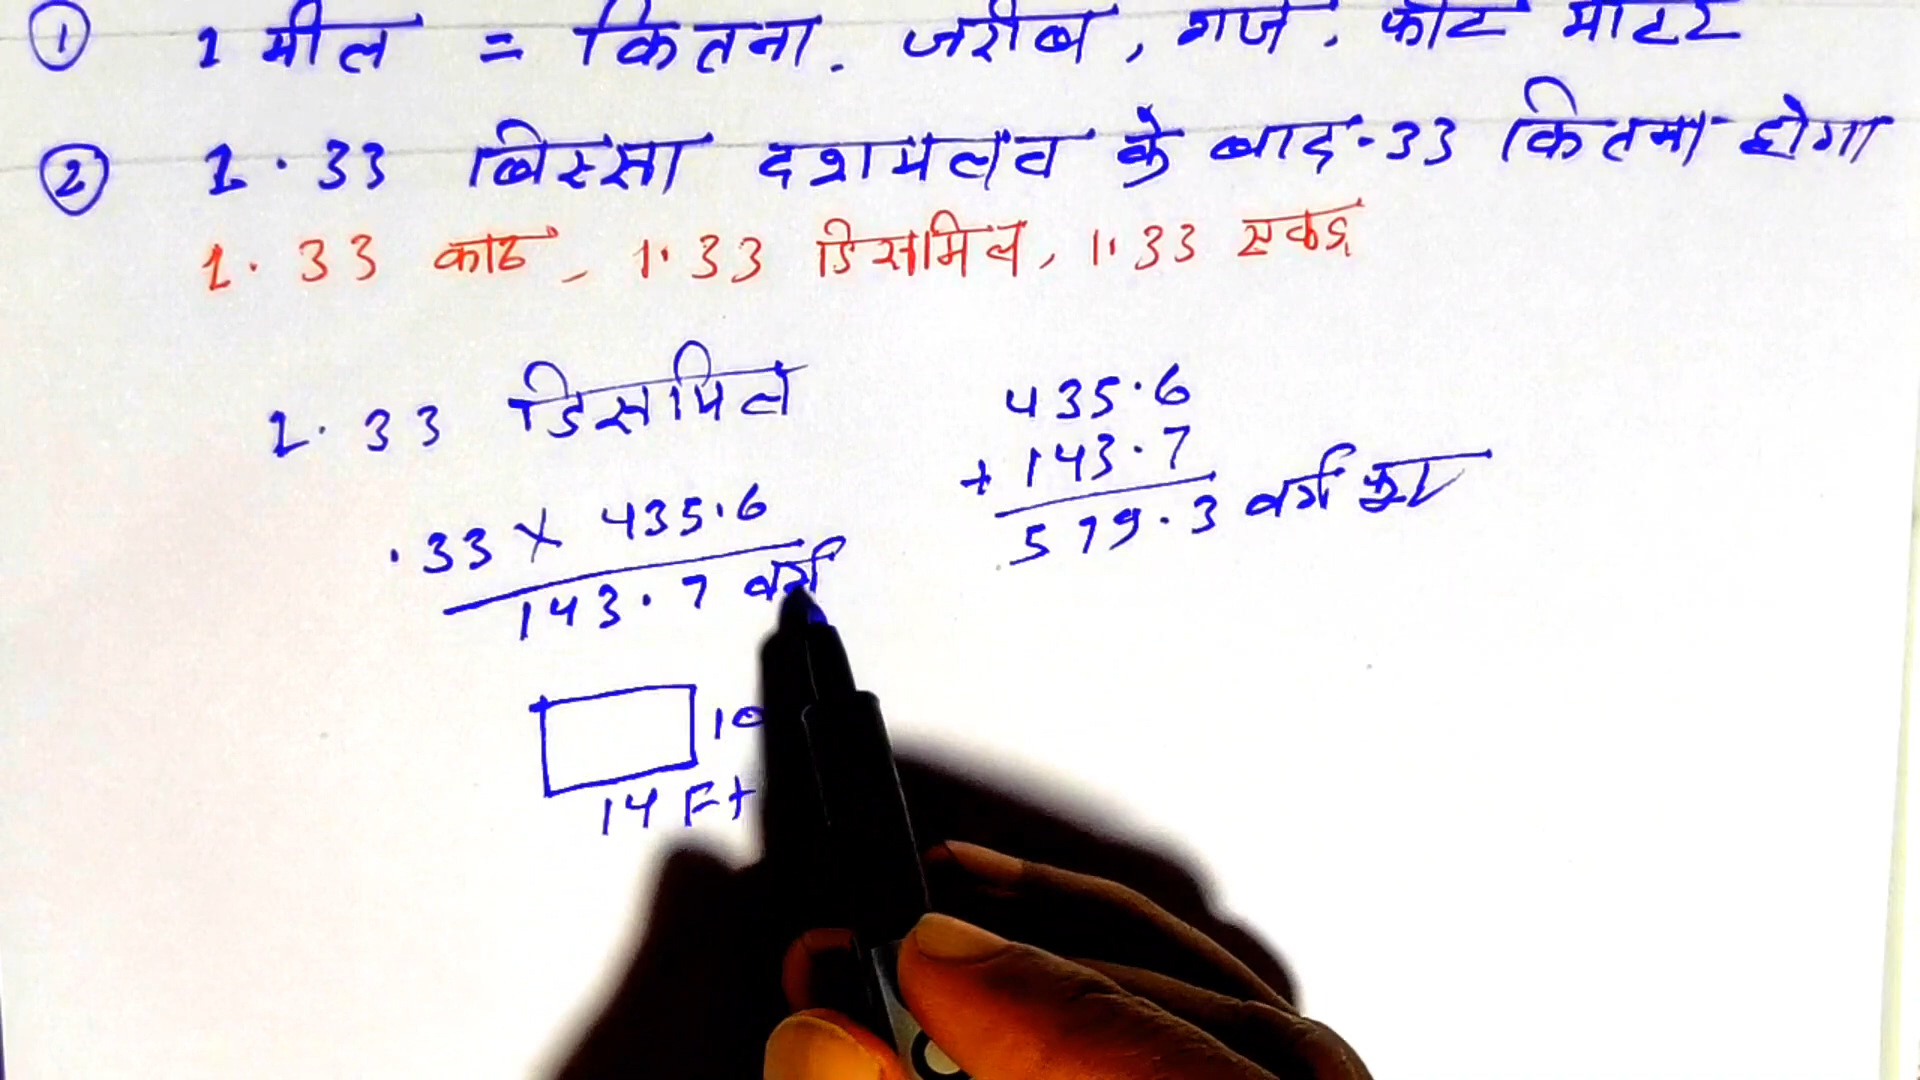 ① 1 मील = कितना. जरीब, गज, फीट मीटर
② 1.33 बिस्सा दशमलव के बाद .33 कितना होगा
1.33 कठ्ठा, 1.33 डिसमिल, 1.33 एकड़
1.33 डिसमिल
.33 x 435.6
143.7 वर्ग
10
14 Ft
435.6
+ 143.7
579.3 वर्ग फुट